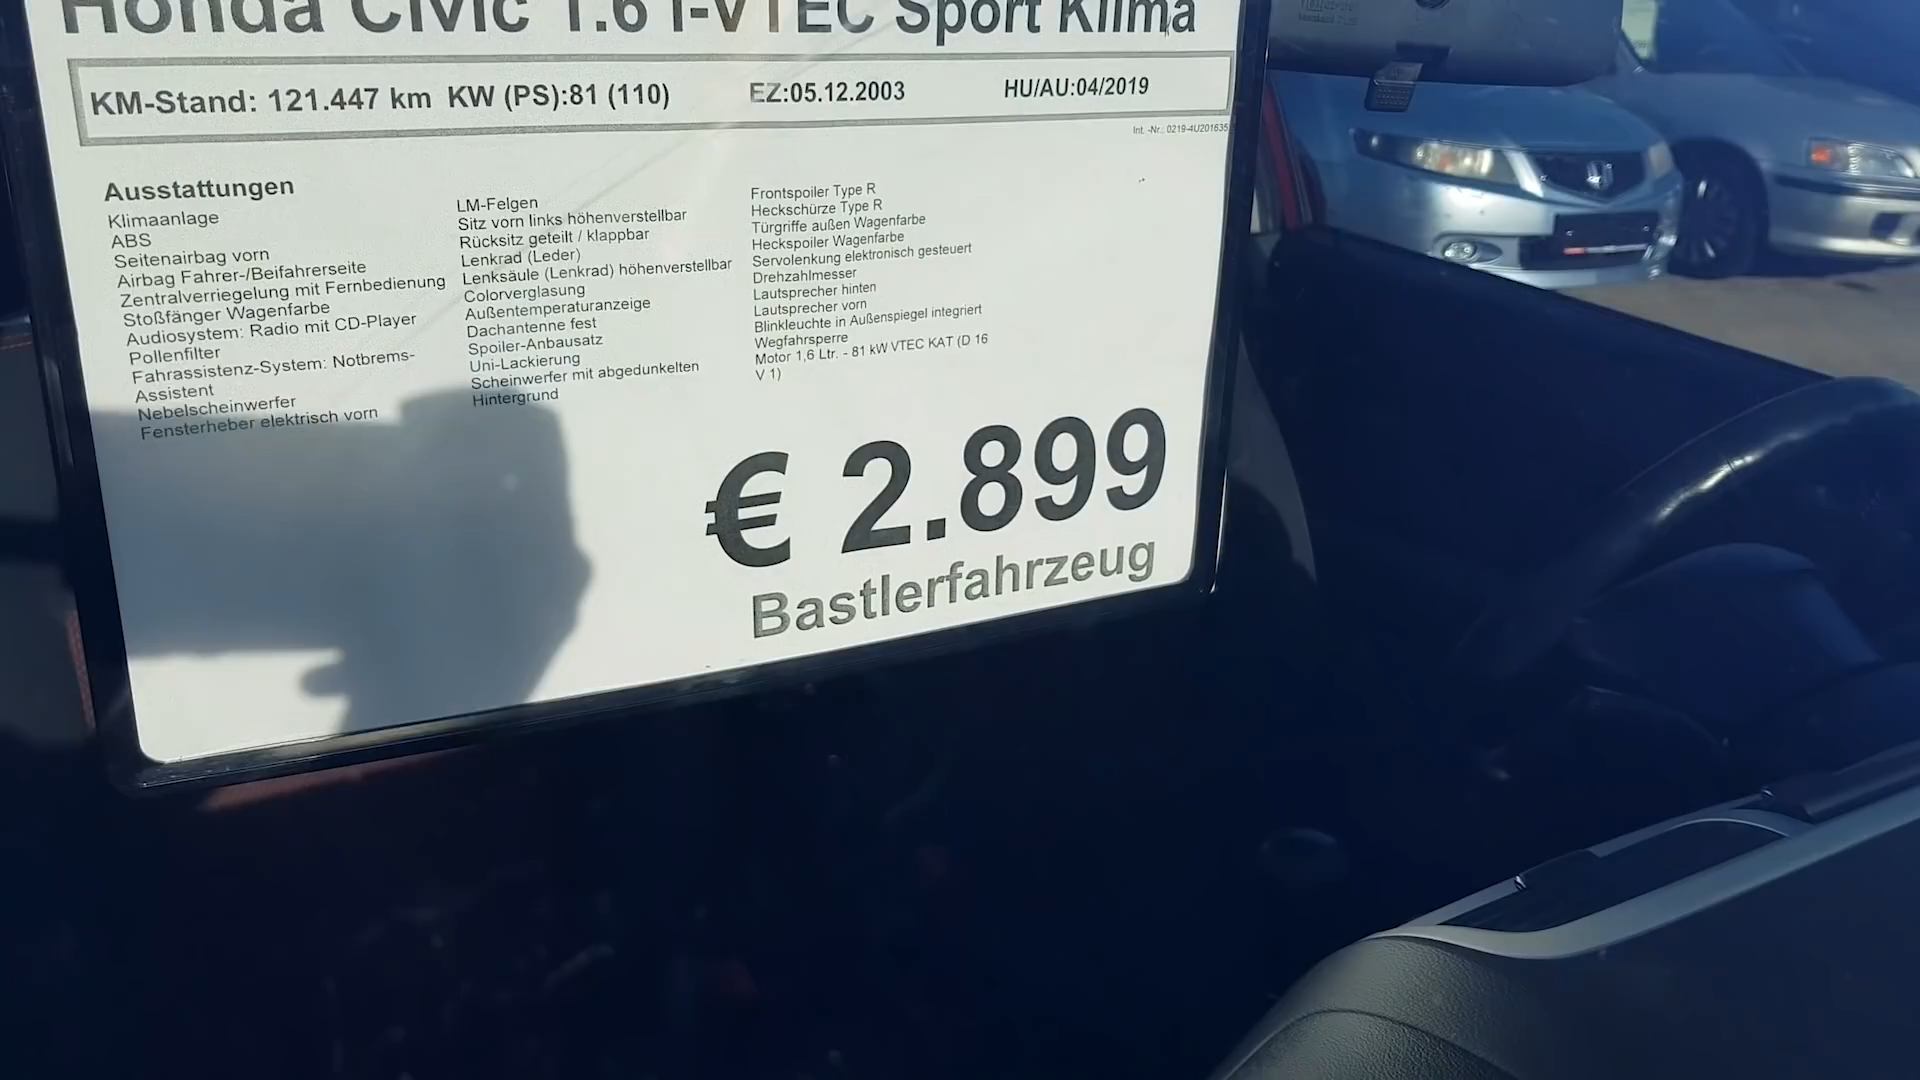 Honda Civic 1.6 i-VTEC Sport Klima
KM-Stand: 121.447 km KW (PS):81 (110) EZ:05.12.2003 HU/AU:04/2019
Int. -Nr.: 0219-4U201635
Ausstattungen
Klimaanlage
ABS
Seitenairbag vorn
Airbag Fahrer-/Beifahrerseite
Zentralverriegelung mit Fernbedienung
Stoßfänger Wagenfarbe
Audiosystem: Radio mit CD-Player
Pollenfilter
Fahrassistenz-System: Notbrems-
Assistent
Nebelscheinwerfer
Fensterheber elektrisch vorn
LM-Felgen
Sitz vorn links höhenverstellbar
Rücksitz geteilt / klappbar
Lenkrad (Leder)
Lenksäule (Lenkrad) höhenverstellbar
Colorverglasung
Außentemperaturanzeige
Dachantenne fest
Spoiler-Anbausatz
Uni-Lackierung
Scheinwerfer mit abgedunkelten
Hintergrund
Frontspoiler Type R
Heckschürze Type R
Türgriffe außen Wagenfarbe
Heckspoiler Wagenfarbe
Servolenkung elektronisch gesteuert
Drehzahlmesser
Lautsprecher hinten
Lautsprecher vorn
Blinkleuchte in Außenspiegel integriert
Wegfahrsperre
Motor 1,6 Ltr. - 81 kW VTEC KAT (D 16
V 1)
€ 2.899
Bastlerfahrzeug